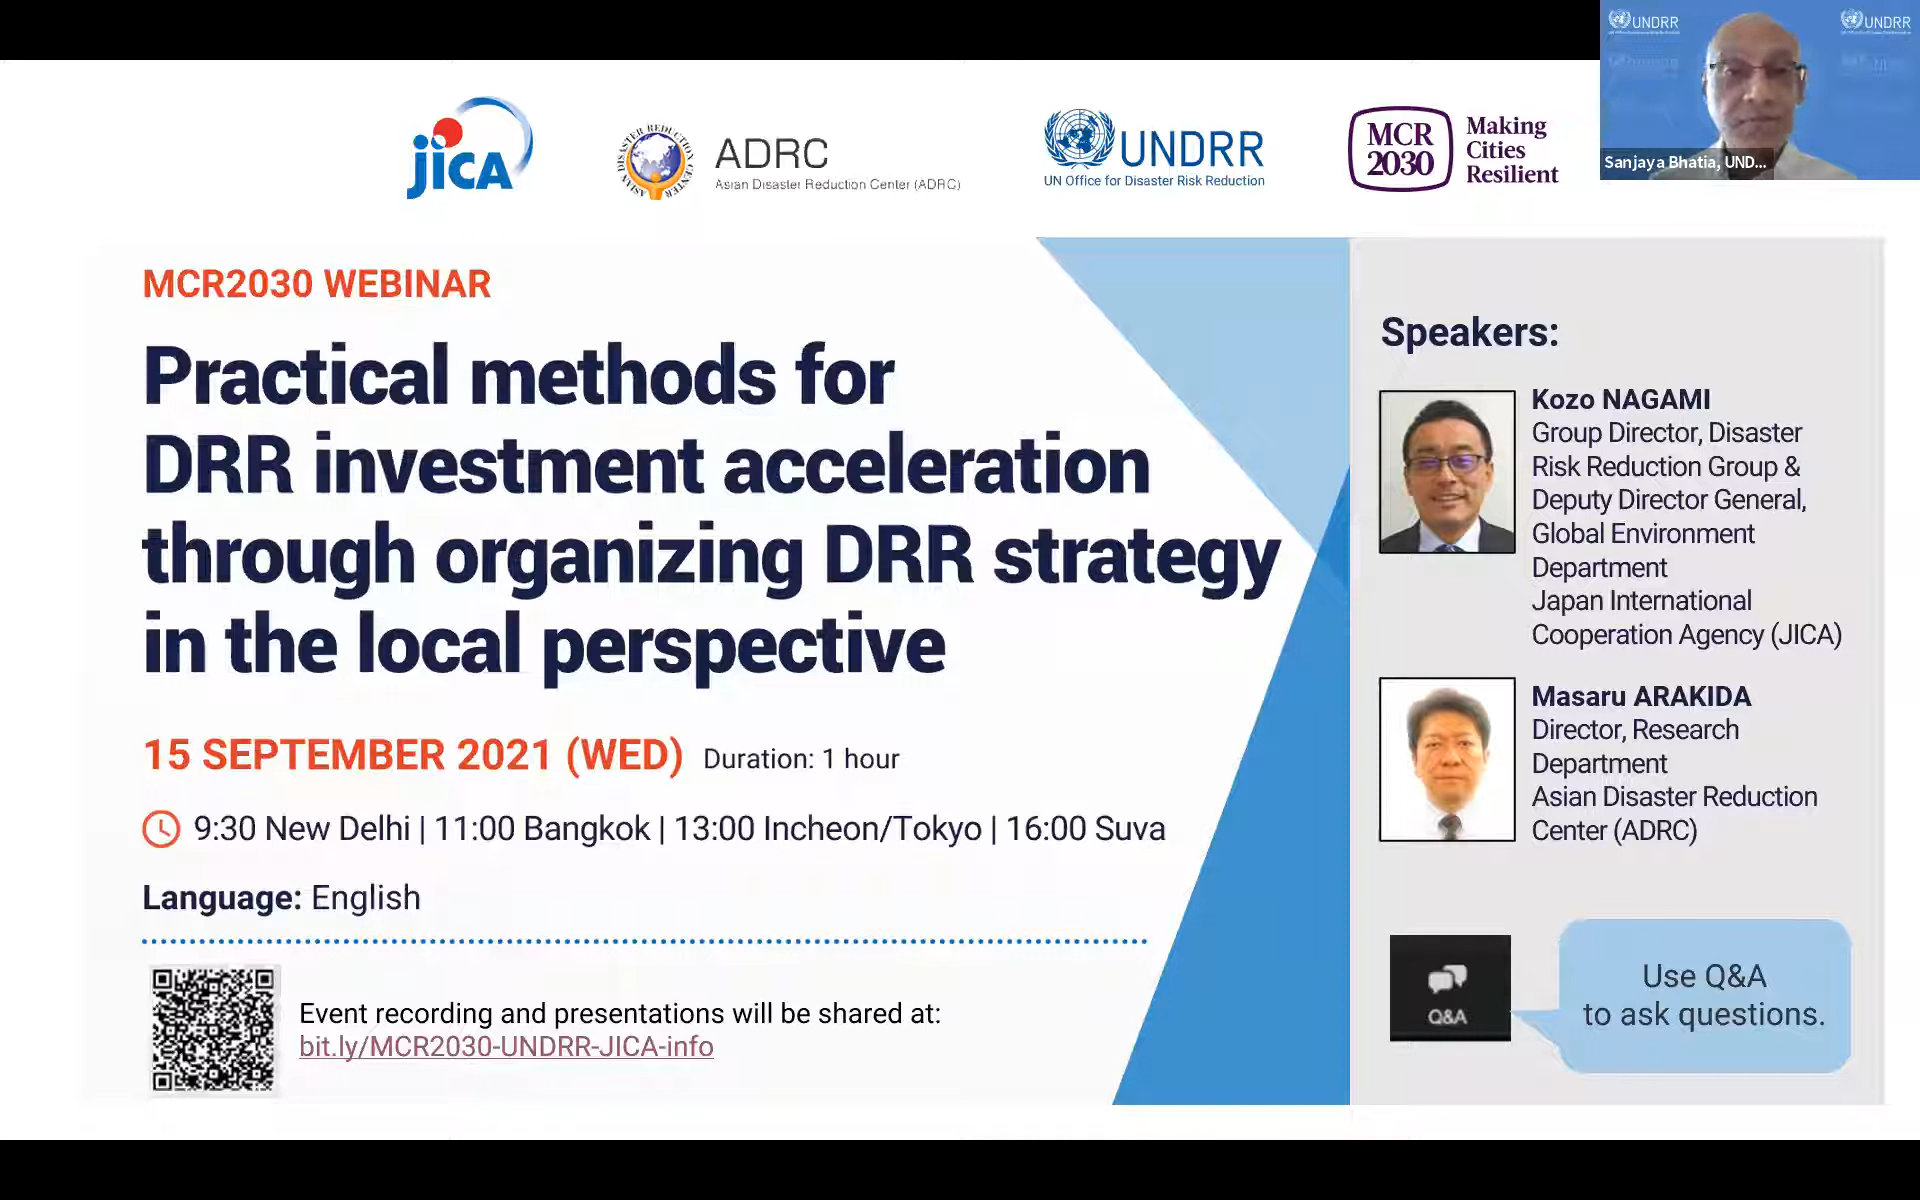 UNDRR
UNDRR
Sanjaya Bhatia, UND...
jICA
ASIAN DISASTER REDUCTION CENTER
ADRC
Asian Disaster Reduction Center (ADRC)
UNDRR
UN Office for Disaster Risk Reduction
MCR
2030
Making
Cities
Resilient
MCR2030 WEBINAR
Practical methods for
DRR investment acceleration
through organizing DRR strategy
in the local perspective
15 SEPTEMBER 2021 (WED) Duration: 1 hour
9:30 New Delhi | 11:00 Bangkok | 13:00 Incheon/Tokyo | 16:00 Suva
Language: English
Event recording and presentations will be shared at:
bit.ly/MCR2030-UNDRR-JICA-info
Speakers:
Kozo NAGAMI
Group Director, Disaster
Risk Reduction Group &
Deputy Director General,
Global Environment
Department
Japan International
Cooperation Agency (JICA)
Masaru ARAKIDA
Director, Research
Department
Asian Disaster Reduction
Center (ADRC)
Q&A
Use Q&A
to ask questions.